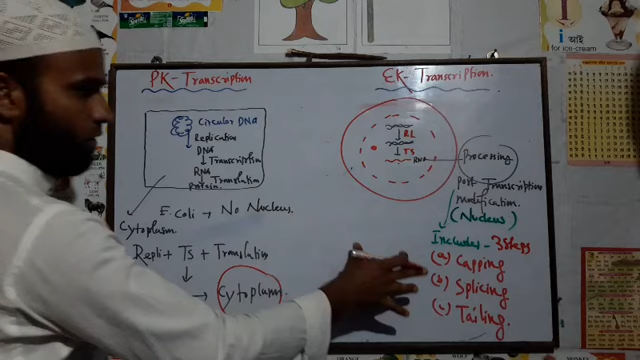 PK-Transcription
Circular DNA
Replication
DNA
Transcription
RNA
Translation
Protein.
Cytoplasm
E.coli → No Nucleus.
Repli + TS + Translation
Cytoplasm.
EK-Transcription.
RL
TS
RNA
Processing
Post Transcription
modification.
(Nucleus)
Includes - 3 steps
(a) Capping
(b) Splicing
(c) Tailing.
i आई
i for ice-cream